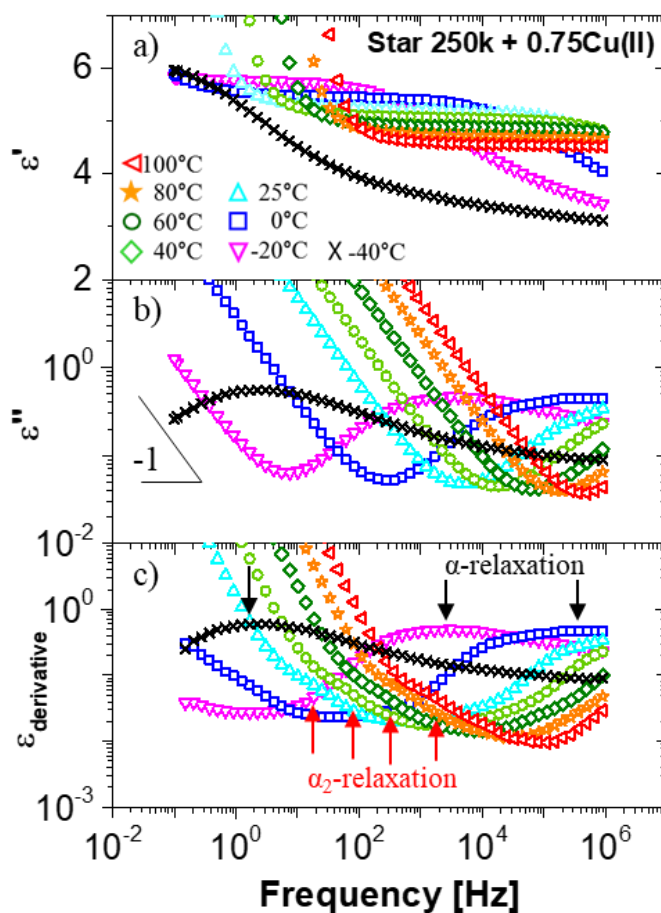 Star 250k + 0.75Cu(II)
a)
6
4
2
ε'
100°C
80°C 25°C
60°C 0°C
40°C -20°C X -40°C
b)
10⁰
10⁻²
ε''
-1
c)
α-relaxation
10⁰
10⁻³
ε_derivative
α₂-relaxation
10⁻² 10⁰ 10² 10⁴ 10⁶
Frequency [Hz]